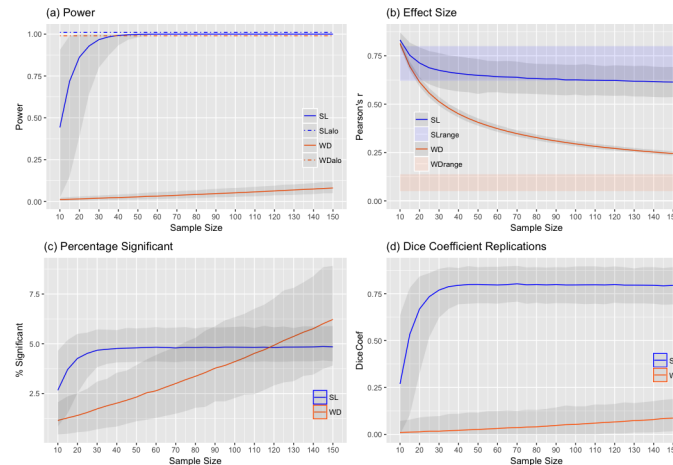 (a) Power
1.00
0.75
0.50
0.25
0.00
Power
10 20 30 40 50 60 70 80 90 100 110 120 130 140 150
Sample Size
SL
SLalo
WD
WDalo
(b) Effect Size
0.75
0.50
0.25
0.00
Pearson's r
10 20 30 40 50 60 70 80 90 100 110 120 130 140 150
Sample Size
SL
SLrange
WD
WDrange
(c) Percentage Significant
7.5
5.0
2.5
% Significant
10 20 30 40 50 60 70 80 90 100 110 120 130 140 150
Sample Size
SL
WD
(d) Dice Coefficient Replications
0.75
0.50
0.25
0.00
DiceCoef
10 20 30 40 50 60 70 80 90 100 110 120 130 140 150
Sample Size